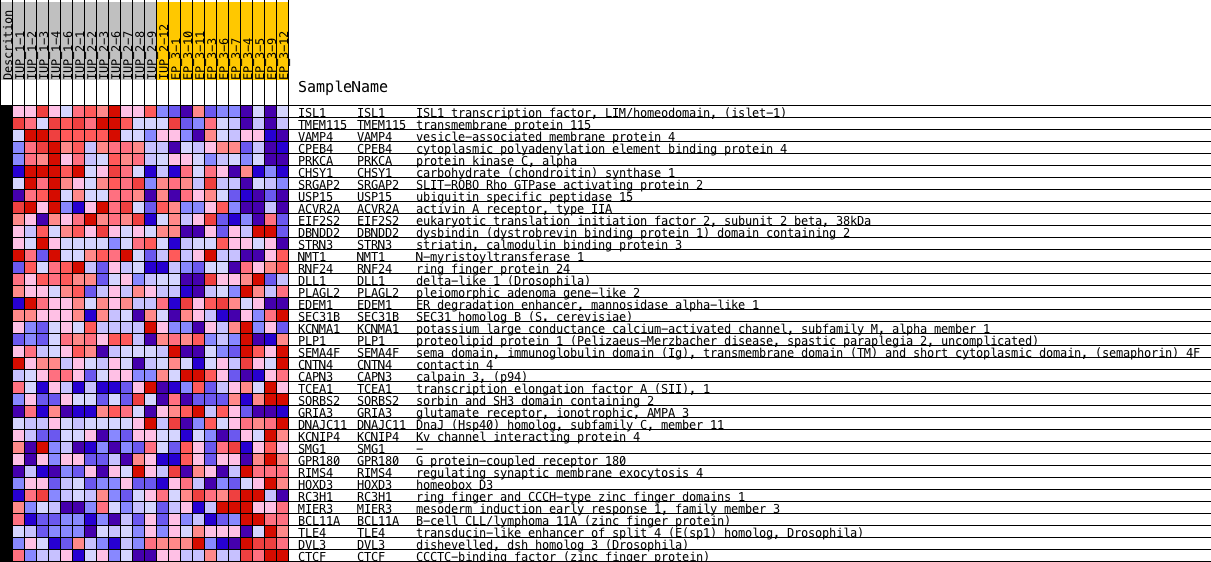 Descrition
IUP_1-1
IUP_1-2
IUP_1-3
IUP_1-4
IUP_1-6
IUP_2-1
IUP_2-2
IUP_2-3
IUP_2-6
IUP_2-7
IUP_2-8
IUP_2-9
IUP_2-12
EP_3-1
EP_3-10
EP_3-11
EP_3-3
EP_3-6
EP_3-7
EP_3-4
EP_3-5
EP_3-9
EP_3-12
SampleName
ISL1 ISL1 ISL1 transcription factor, LIM/homeodomain, (islet-1)
TMEM115 TMEM115 transmembrane protein 115
VAMP4 VAMP4 vesicle-associated membrane protein 4
CPEB4 CPEB4 cytoplasmic polyadenylation element binding protein 4
PRKCA PRKCA protein kinase C, alpha
CHSY1 CHSY1 carbohydrate (chondroitin) synthase 1
SRGAP2 SRGAP2 SLIT-ROBO Rho GTPase activating protein 2
USP15 USP15 ubiquitin specific peptidase 15
ACVR2A ACVR2A activin A receptor, type IIA
EIF2S2 EIF2S2 eukaryotic translation initiation factor 2, subunit 2 beta, 38kDa
DBNDD2 DBNDD2 dysbindin (dystrobrevin binding protein 1) domain containing 2
STRN3 STRN3 striatin, calmodulin binding protein 3
NMT1 NMT1 N-myristoyltransferase 1
RNF24 RNF24 ring finger protein 24
DLL1 DLL1 delta-like 1 (Drosophila)
PLAGL2 PLAGL2 pleiomorphic adenoma gene-like 2
EDEM1 EDEM1 ER degradation enhancer, mannosidase alpha-like 1
SEC31B SEC31B SEC31 homolog B (S. cerevisiae)
KCNMA1 KCNMA1 potassium large conductance calcium-activated channel, subfamily M, alpha member 1
PLP1 PLP1 proteolipid protein 1 (Pelizaeus-Merzbacher disease, spastic paraplegia 2, uncomplicated)
SEMA4F SEMA4F sema domain, immunoglobulin domain (Ig), transmembrane domain (TM) and short cytoplasmic domain, (semaphorin) 4F
CNTN4 CNTN4 contactin 4
CAPN3 CAPN3 calpain 3, (p94)
TCEA1 TCEA1 transcription elongation factor A (SII), 1
SORBS2 SORBS2 sorbin and SH3 domain containing 2
GRIA3 GRIA3 glutamate receptor, ionotrophic, AMPA 3
DNAJC11 DNAJC11 DnaJ (Hsp40) homolog, subfamily C, member 11
KCNIP4 KCNIP4 Kv channel interacting protein 4
SMG1 SMG1 -
GPR180 GPR180 G protein-coupled receptor 180
RIMS4 RIMS4 regulating synaptic membrane exocytosis 4
HOXD3 HOXD3 homeobox D3
RC3H1 RC3H1 ring finger and CCCH-type zinc finger domains 1
MIER3 MIER3 mesoderm induction early response 1, family member 3
BCL11A BCL11A B-cell CLL/lymphoma 11A (zinc finger protein)
TLE4 TLE4 transducin-like enhancer of split 4 (E(sp1) homolog, Drosophila)
DVL3 DVL3 dishevelled, dsh homolog 3 (Drosophila)
CTCF CTCF CCCTC-binding factor (zinc finger protein)